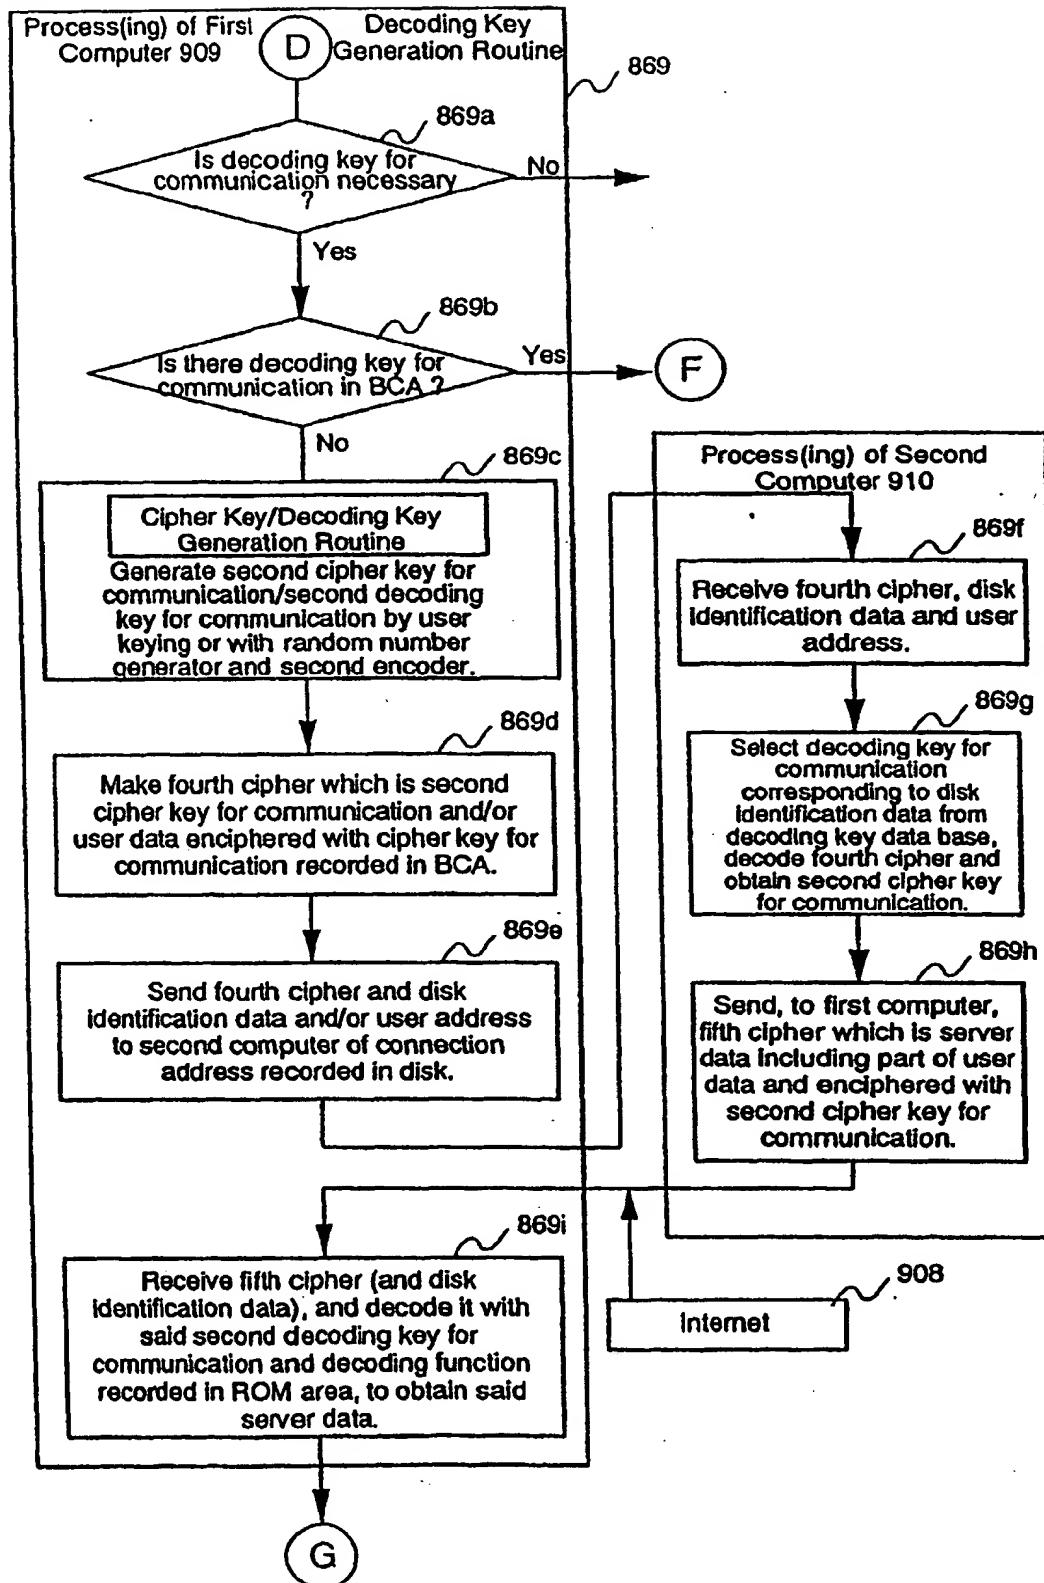 Process(ing) of First
Computer 909
D
Decoding Key
Generation Routine
869
869a
Is decoding key for
communication necessary
?
No
Yes
869b
Is there decoding key for
communication in BCA ?
Yes
F
No
869c
Cipher Key/Decoding Key
Generation Routine
Generate second cipher key for
communication/second decoding
key for communication by user
keying or with random number
generator and second encoder.
869d
Make fourth cipher which is second
cipher key for communication and/or
user data enciphered with cipher key for
communication recorded in BCA.
869e
Send fourth cipher and disk
identification data and/or user address
to second computer of connection
address recorded in disk.
Process(ing) of Second
Computer 910
869f
Receive fourth cipher, disk
identification data and user
address.
869g
Select decoding key for
communication
corresponding to disk
identification data from
decoding key data base,
decode fourth cipher and
obtain second cipher key
for communication.
869h
Send, to first computer,
fifth cipher which is server
data including part of user
data and enciphered with
second cipher key for
communication.
869i
Receive fifth cipher (and disk
identification data), and decode it with
said second decoding key for
communication and decoding function
recorded in ROM area, to obtain said
server data.
908
Internet
G